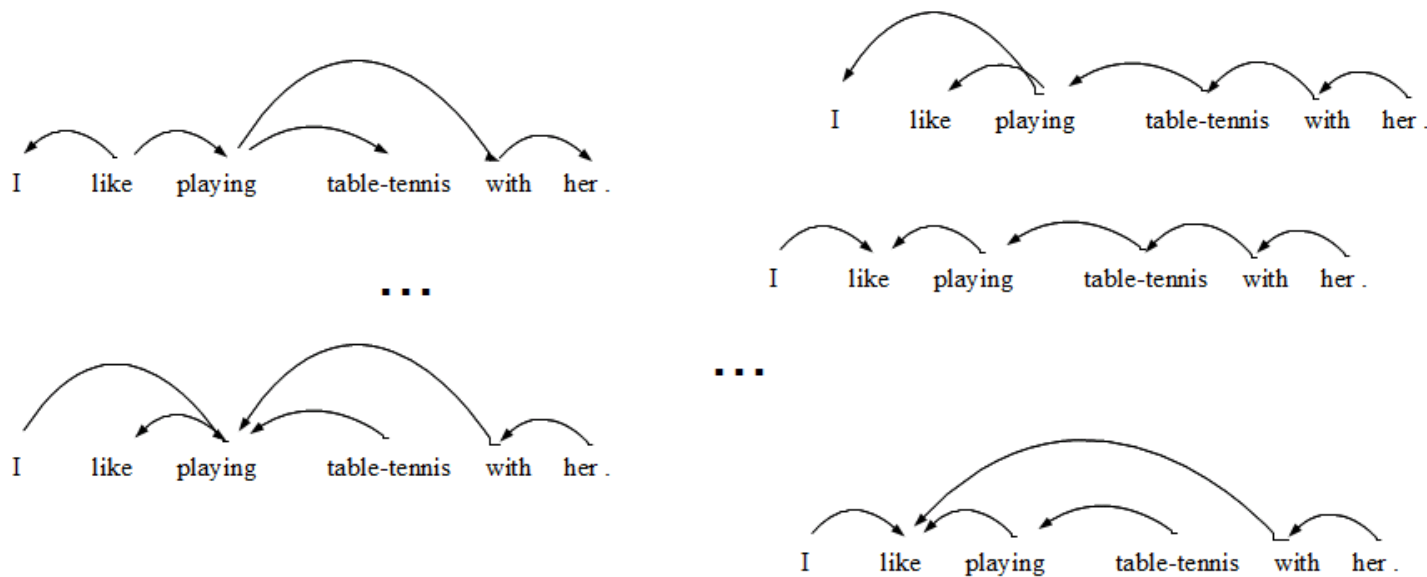 I like playing table-tennis with her .
I like playing table-tennis with her .
I like playing table-tennis with her .
...
I like playing table-tennis with her .
...
I like playing table-tennis with her .